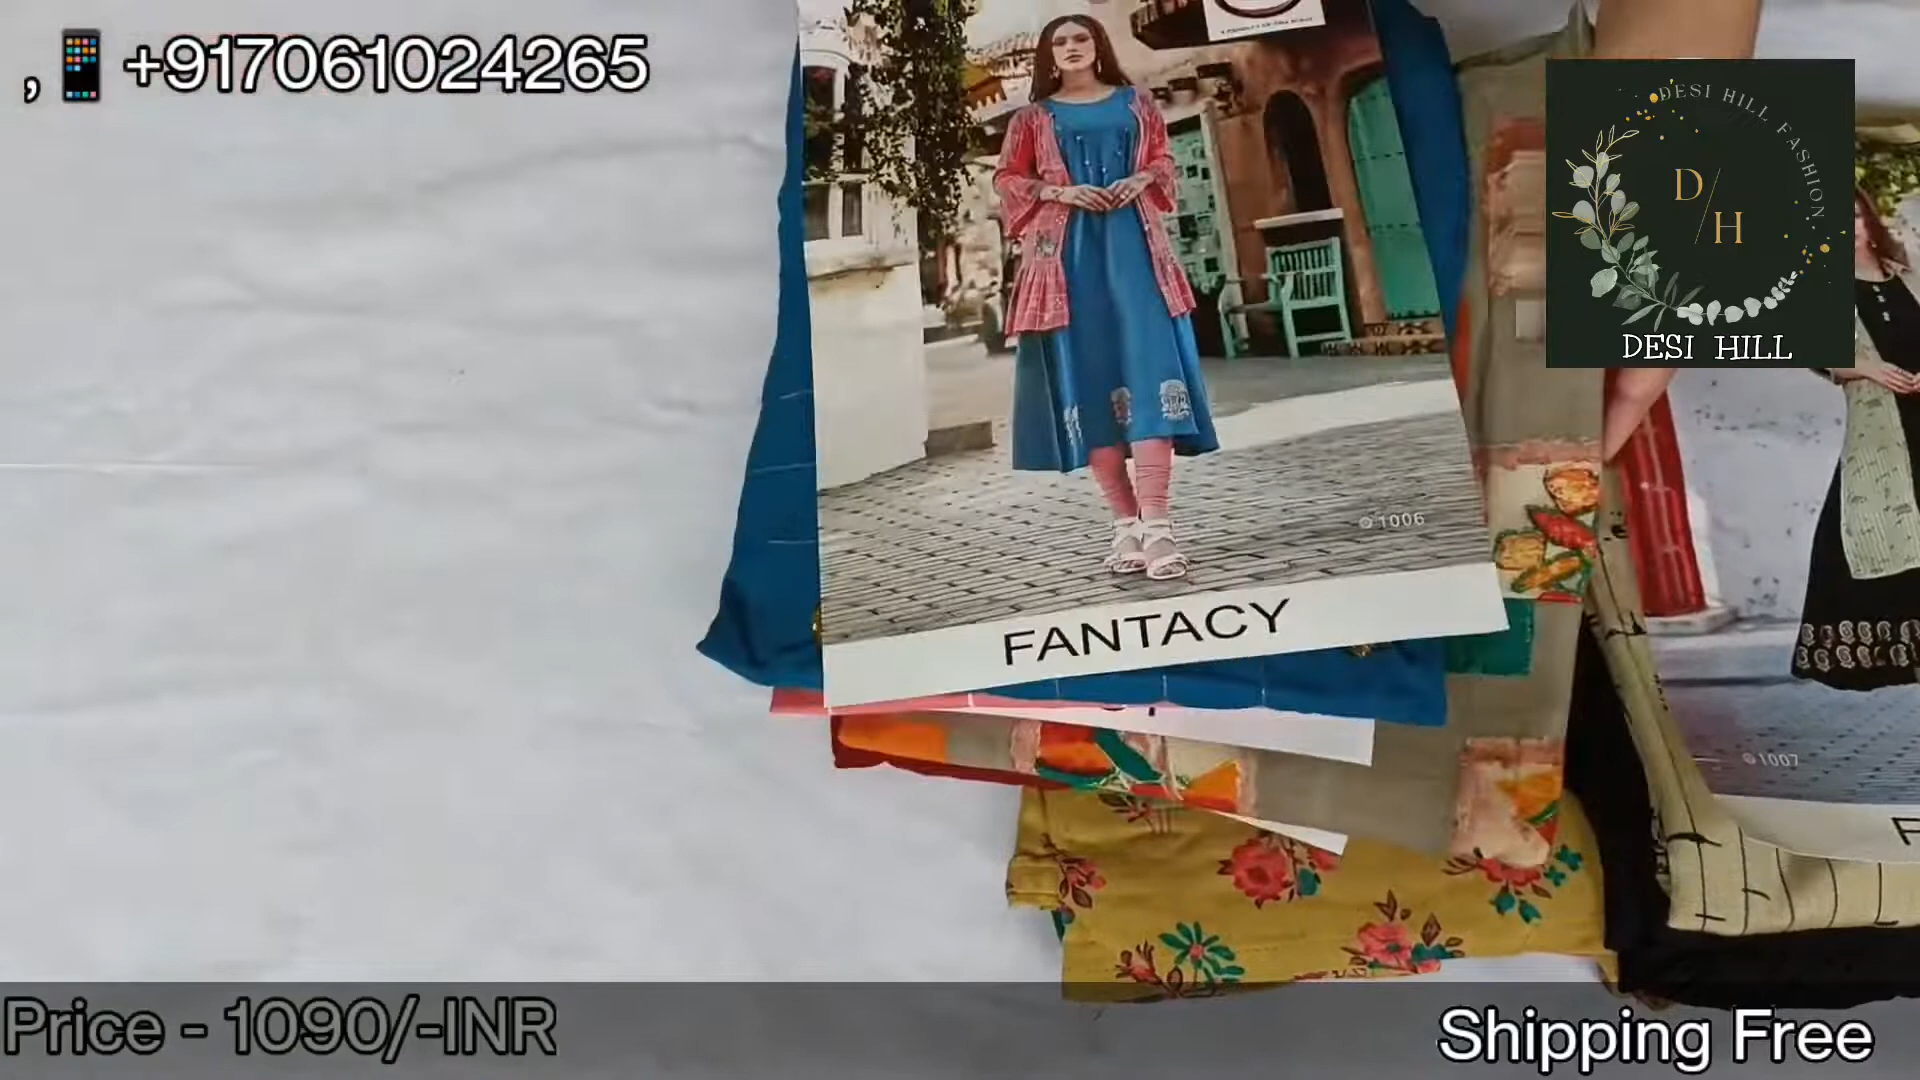 , +917061024265
DESI HILL FASHION
D/H
DESI HILL
1006
FANTACY
1007
F
Price - 1090/-INR
Shipping Free